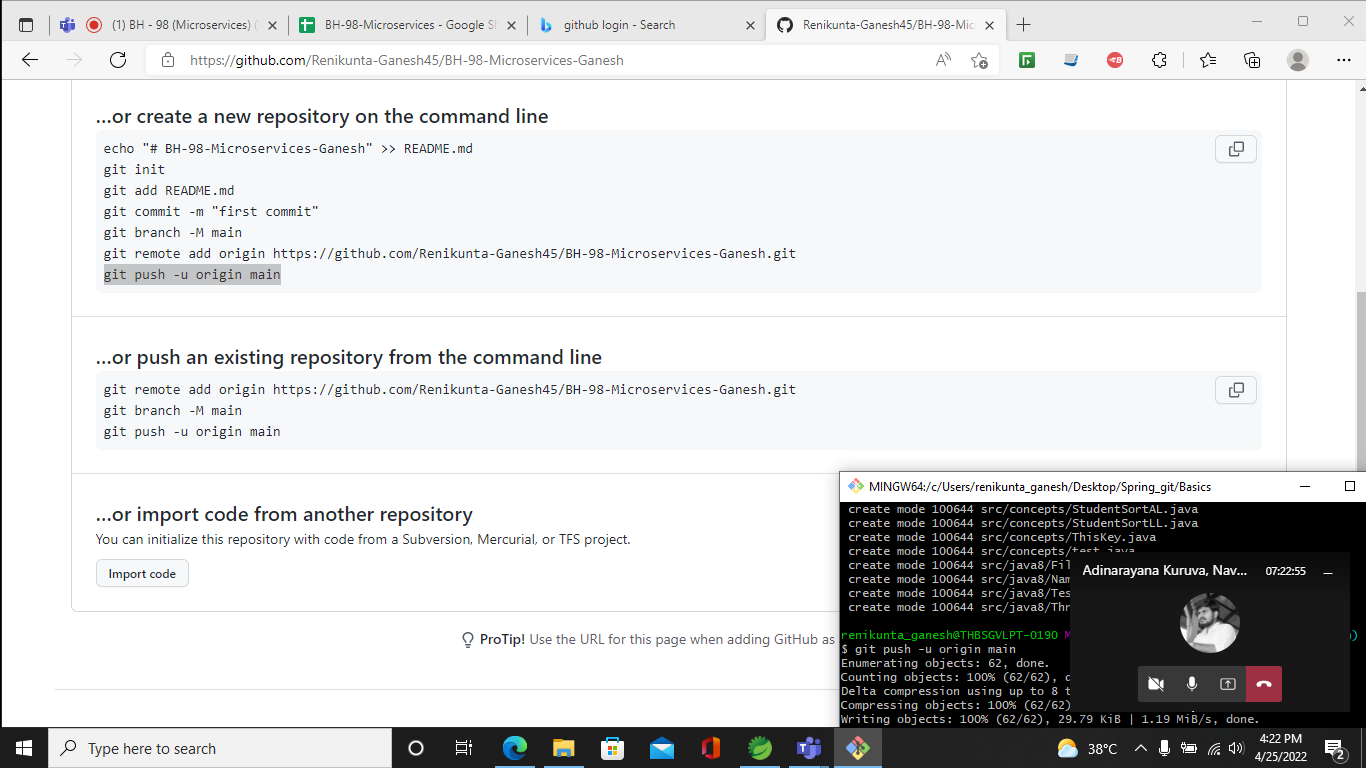 (1) BH - 98 (Microservices) (
BH-98-Microservices - Google Sh
github login - Search
Renikunta-Ganesh45/BH-98-Mic
https://github.com/Renikunta-Ganesh45/BH-98-Microservices-Ganesh
...or create a new repository on the command line
echo "# BH-98-Microservices-Ganesh" >> README.md
git init
git add README.md
git commit -m "first commit"
git branch -M main
git remote add origin https://github.com/Renikunta-Ganesh45/BH-98-Microservices-Ganesh.git
git push -u origin main
...or push an existing repository from the command line
git remote add origin https://github.com/Renikunta-Ganesh45/BH-98-Microservices-Ganesh.git
git branch -M main
git push -u origin main
...or import code from another repository
You can initialize this repository with code from a Subversion, Mercurial, or TFS project.
Import code
ProTip! Use the URL for this page when adding GitHub as
MINGW64:/c/Users/renikunta_ganesh/Desktop/Spring_git/Basics
create mode 100644 src/concepts/StudentSortAL.java
create mode 100644 src/concepts/StudentSortLL.java
create mode 100644 src/concepts/ThisKey.java
create mode 100644 src/concepts/test.java
create mode 100644 src/java8/Fil
create mode 100644 src/java8/Nam
create mode 100644 src/java8/Tes
create mode 100644 src/java8/Thr
renikunta_ganesh@THBSGVLPT-0190 M
$ git push -u origin main
Enumerating objects: 62, done.
Counting objects: 100% (62/62), d
Delta compression using up to 8 t
Compressing objects: 100% (62/62)
Writing objects: 100% (62/62), 29.79 KiB | 1.19 MiB/s, done.
Adinarayana Kuruva, Nav...
07:22:55
Type here to search
38°C
4:22 PM
4/25/2022
2